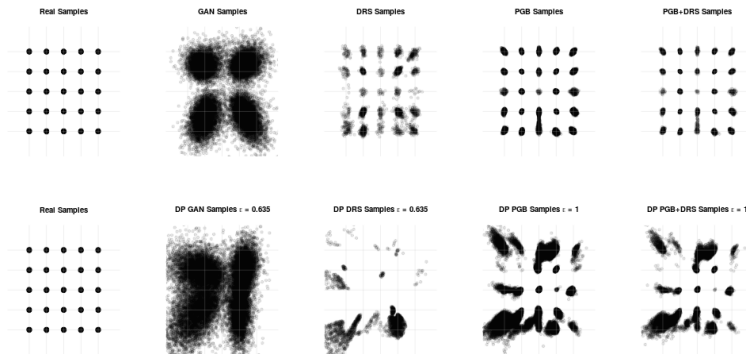 Real Samples
GAN Samples
DRS Samples
PGB Samples
PGB+DRS Samples
Real Samples
DP GAN Samples ε = 0.635
DP DRS Samples ε = 0.635
DP PGB Samples ε = 1
DP PGB+DRS Samples ε = 1